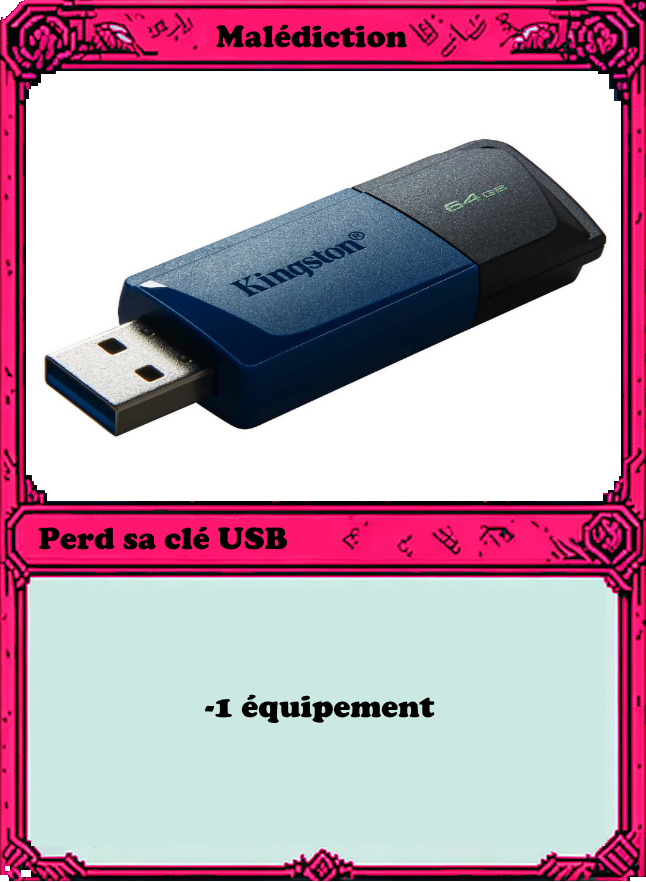 Malédiction
64GB
Kingston®
Perd sa clé USB
-1 équipement